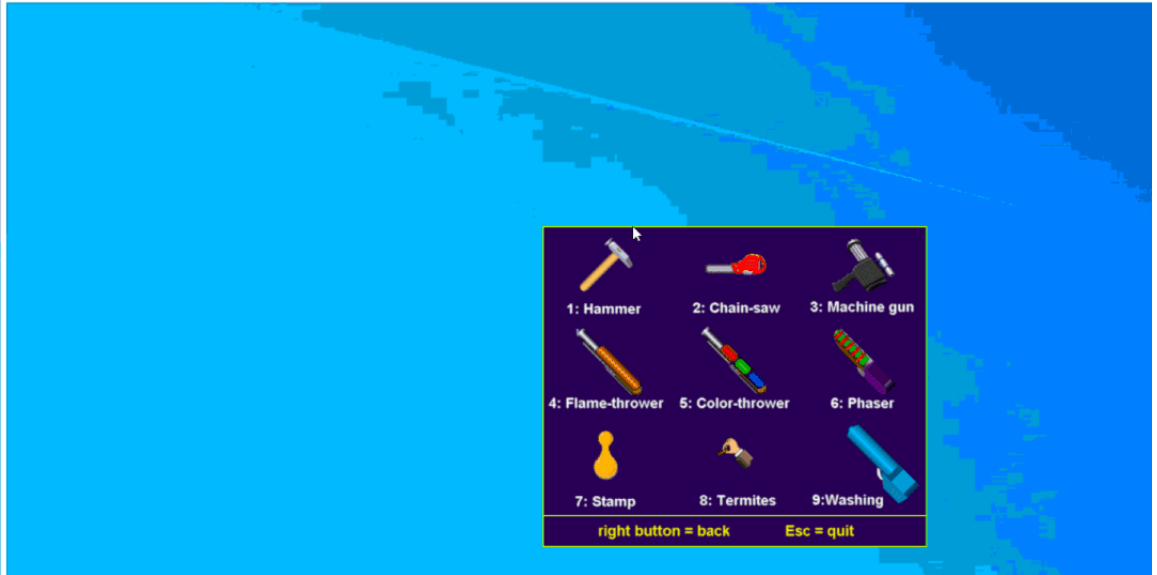 1: Hammer 2: Chain-saw 3: Machine gun
4: Flame-thrower 5: Color-thrower 6: Phaser
7: Stamp 8: Termites 9:Washing
right button = back Esc = quit